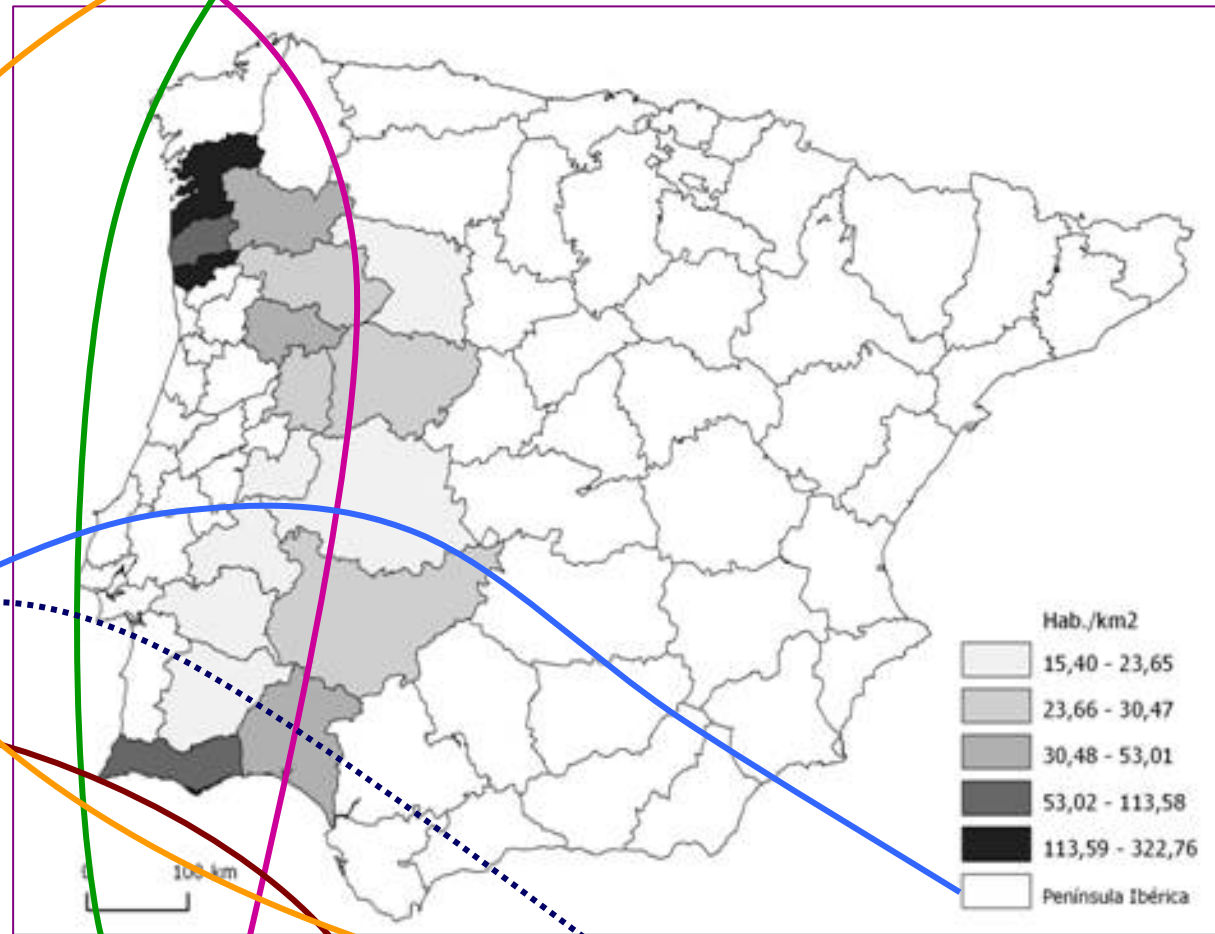 Hab./km2
15,40 - 23,65
23,66 - 30,47
30,48 - 53,01
53,02 - 113,58
113,59 - 322,76
Península Ibérica
100 km